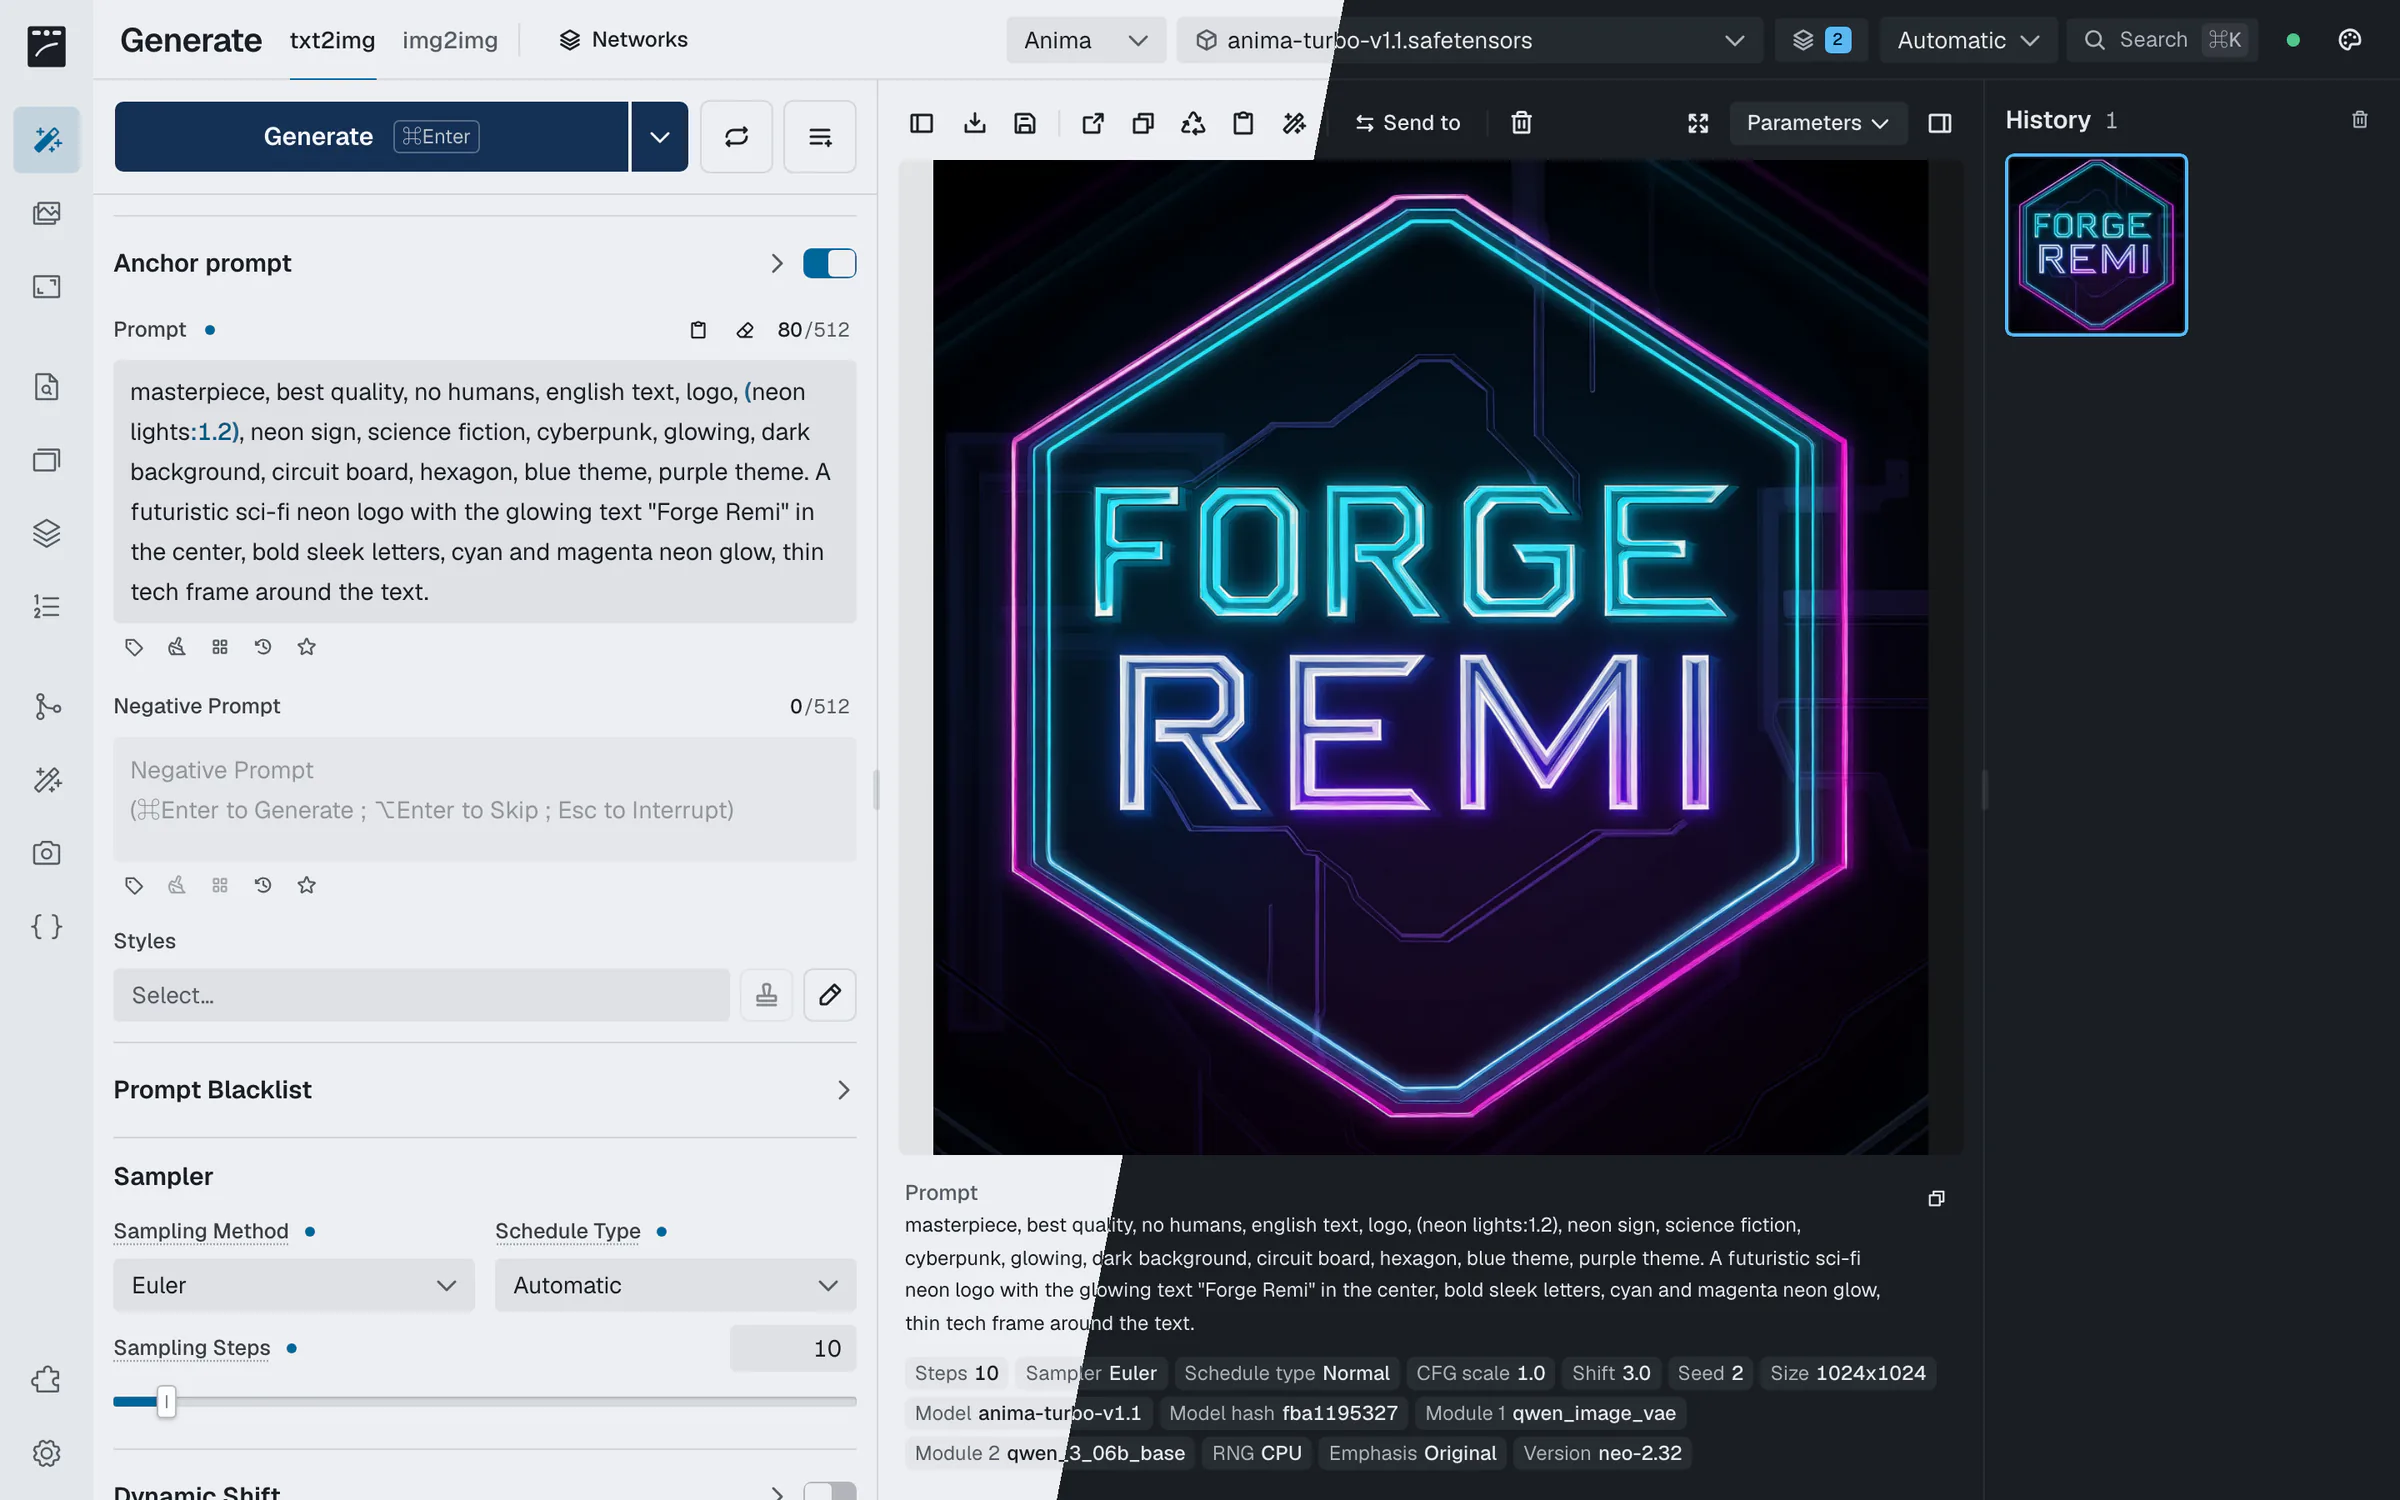 Generate txt2img img2img Networks
Anima anima-turbo-v1.1.safetensors 2 Automatic Search ⌘K
Generate ⌘Enter
Anchor prompt
Prompt 80/512
masterpiece, best quality, no humans, english text, logo, (neon
lights:1.2), neon sign, science fiction, cyberpunk, glowing, dark
background, circuit board, hexagon, blue theme, purple theme. A
futuristic sci-fi neon logo with the glowing text "Forge Remi" in
the center, bold sleek letters, cyan and magenta neon glow, thin
tech frame around the text.
Negative Prompt 0/512
Negative Prompt
(⌘Enter to Generate ; ⌥Enter to Skip ; Esc to Interrupt)
Styles
Select...
Prompt Blacklist
Sampler
Sampling Method Schedule Type
Euler Automatic
Sampling Steps 10
Dynamic Shift
Send to Parameters
FORGE
REMI
Prompt
masterpiece, best quality, no humans, english text, logo, (neon lights:1.2), neon sign, science fiction,
cyberpunk, glowing, dark background, circuit board, hexagon, blue theme, purple theme. A futuristic sci-fi
neon logo with the glowing text "Forge Remi" in the center, bold sleek letters, cyan and magenta neon glow,
thin tech frame around the text.
Steps 10 Sampler Euler Schedule type Normal CFG scale 1.0 Shift 3.0 Seed 2 Size 1024x1024
Model anima-turbo-v1.1 Model hash fba1195327 Module 1 qwen_image_vae
Module 2 qwen_3_06b_base RNG CPU Emphasis Original Version neo-2.32
History 1
FORGE
REMI